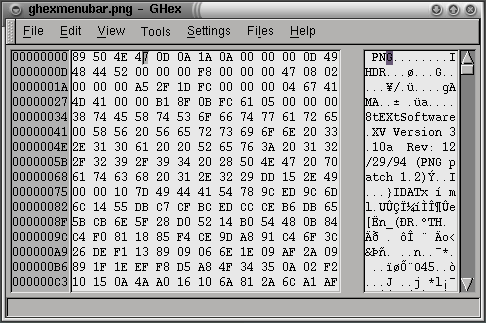 ghexmenubar.png - GHex
File Edit View Tools Settings Files Help
00000000 89 50 4E 47 0D 0A 1A 0A 00 00 00 0D 49 PNG........I
0000000D 48 44 52 00 00 00 F8 00 00 00 47 08 02 HDR...ø...G..
0000001A 00 00 00 A5 2F 1D FC 00 00 00 04 67 41 ...¥/.ü....gA
00000027 4D 41 00 00 B1 8F 0B FC 61 05 00 00 00 MA..±..üa....
00000034 38 74 45 58 74 53 6F 66 74 77 61 72 65 8tEXtSoftware
00000041 00 58 56 20 56 65 72 73 69 6F 6E 20 33 .XV Version 3
0000004E 2E 31 30 61 20 20 52 65 76 3A 20 31 32 .10a  Rev: 12
0000005B 2F 32 39 2F 39 34 20 28 50 4E 47 20 70 /29/94 (PNG p
00000068 61 74 63 68 20 31 2E 32 29 DD 15 2E 49 atch 1.2)Ý..I
00000075 00 00 10 7D 49 44 41 54 78 9C ED 9C 6D ...}IDATx í m
00000082 6C 14 55 DB C7 CF BC ED CC CE B6 DB 65 l.UÛÇÏ¼íÌÎ¶Ûe
0000008F 5B CB 6E 5F 28 D0 52 14 B0 54 48 0B 84 [Ën_(ÐR.°TH.
0000009C C4 F0 81 18 85 F4 CE 9D A8 91 C4 6F 3C
000000A9 26 DE F1 13 89 09 06 6E 1E 09 AF 2A 09
000000B6 89 1F 1E EF F8 D5 A8 4F 34 35 0A 02 F2
000000C3 10 15 0A 4A A0 16 10 6A 81 2A 6C A1 AF